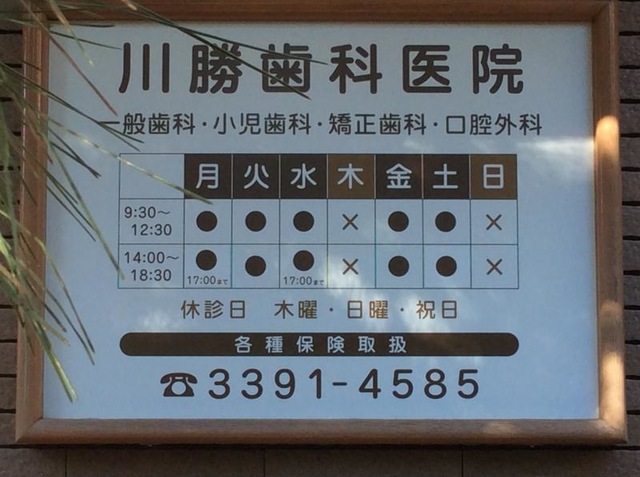 川勝歯科医院
一般歯科・小児歯科・矯正歯科・口腔外科
月 火 水 木 金 土 日
9:30〜12:30 ● ● ● × ● ● ×
14:00〜18:30 ● ● ● × ● ● ×
17:00まで 17:00まで
休診日 木曜・日曜・祝日
各種保険取扱
☎3391-4585